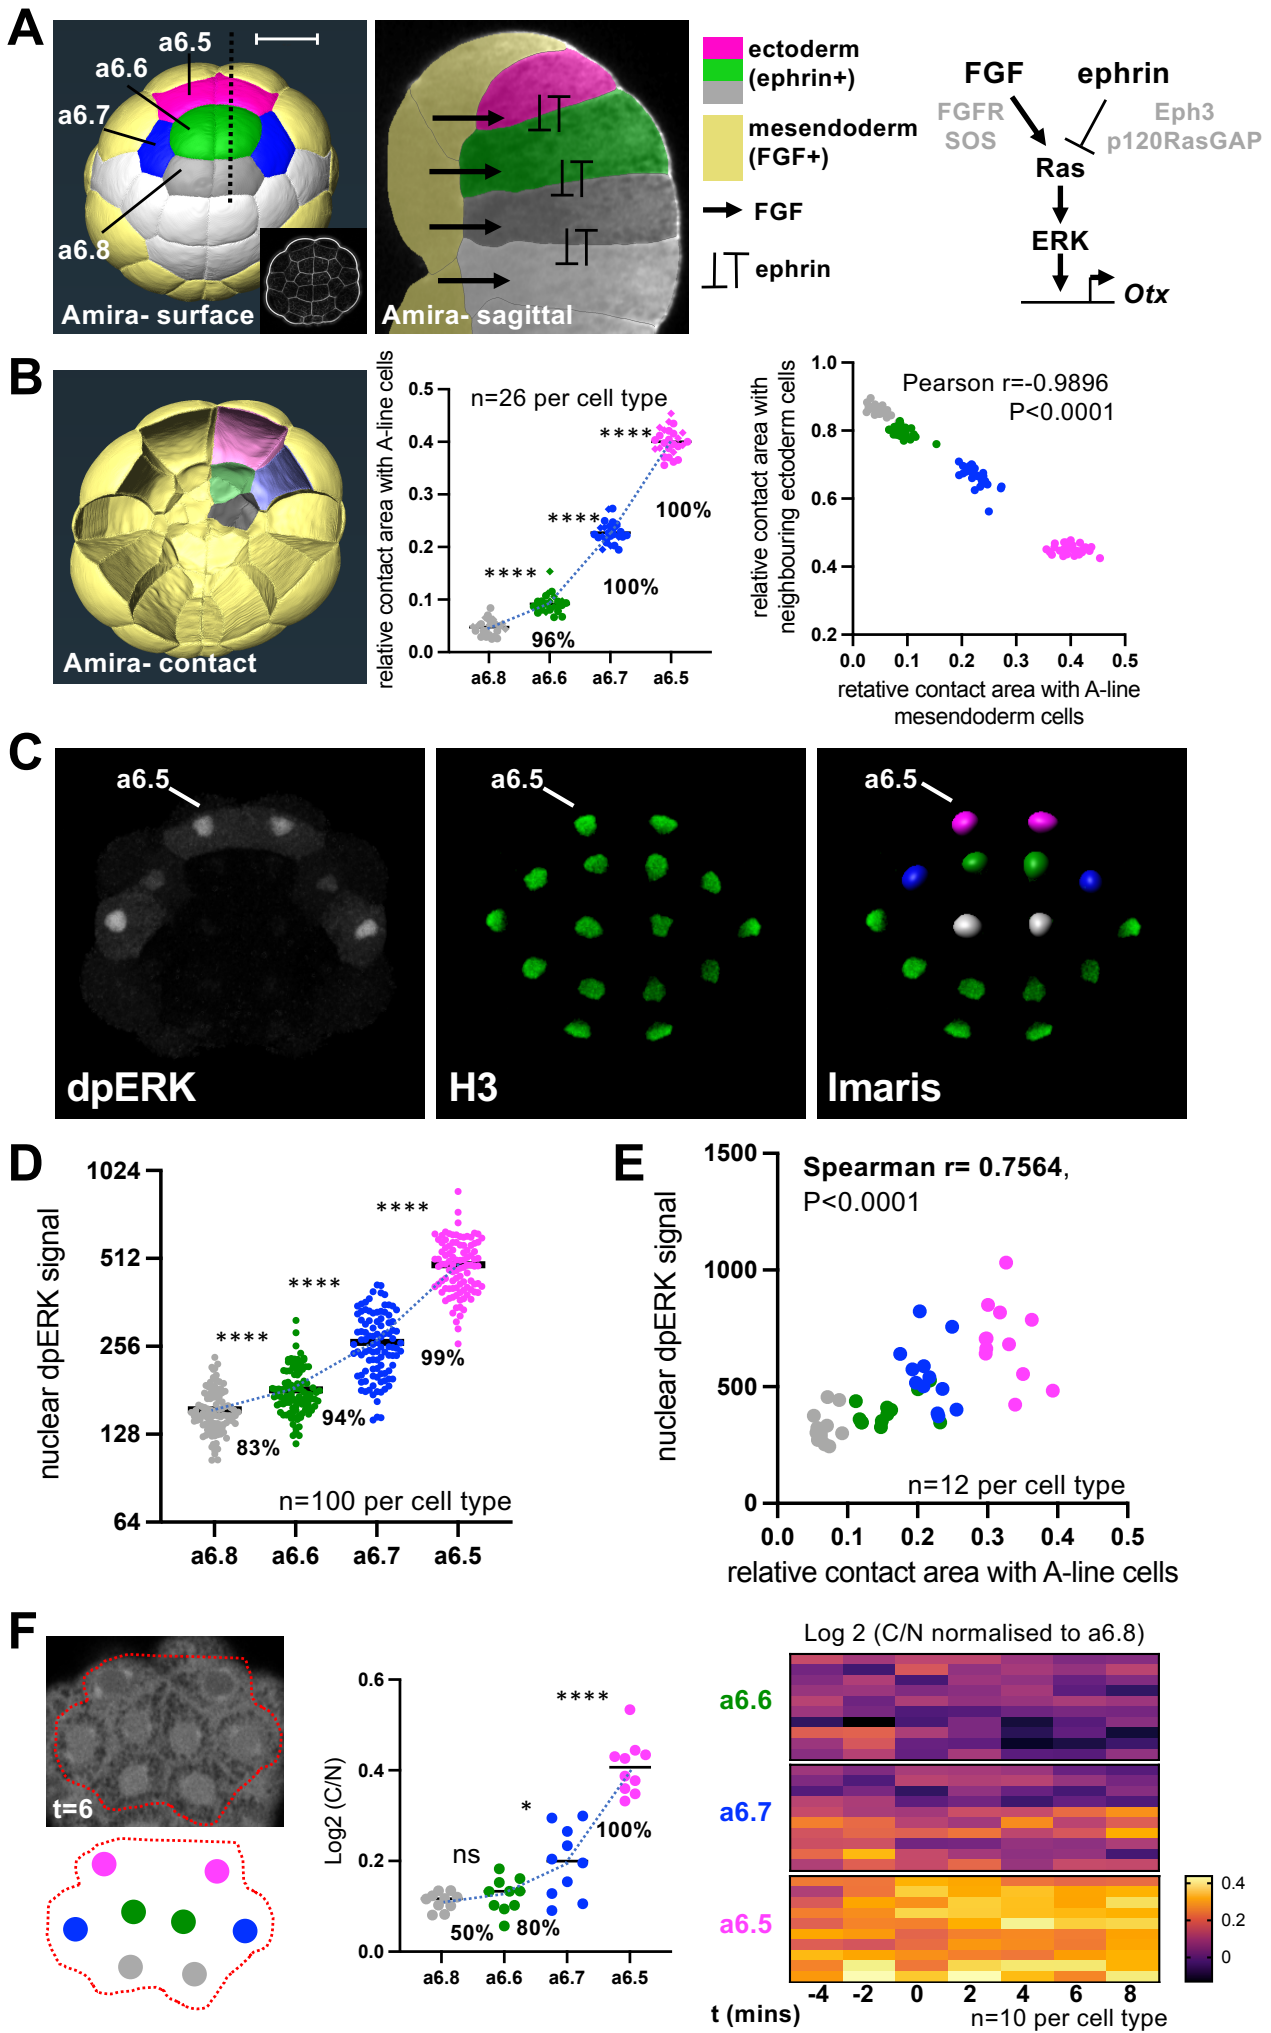 A
a6.5
a6.6
a6.7
a6.8
Amira- surface
Amira- sagittal
ectoderm
(ephrin+)
mesendoderm
(FGF+)
FGF
ephrin
FGF
ephrin
FGFR
SOS
Eph3
p120RasGAP
Ras
ERK
Otx
B
Amira- contact
relative contact area with A-line cells
0.5
0.4
0.3
0.2
0.1
0.0
n=26 per cell type
****
****
****
96%
100%
100%
a6.8
a6.6
a6.7
a6.5
relative contact area with
neighbouring ectoderm cells
1.0
0.8
0.6
0.4
0.2
Pearson r=-0.9896
P<0.0001
0.0
0.1
0.2
0.3
0.4
0.5
retative contact area with A-line
mesendoderm cells
C
a6.5
dpERK
a6.5
H3
a6.5
Imaris
D
nuclear dpERK signal
1024
512
256
128
64
****
****
****
83%
94%
99%
n=100 per cell type
a6.8
a6.6
a6.7
a6.5
E
nuclear dpERK signal
1500
1000
500
0
Spearman r= 0.7564,
P<0.0001
n=12 per cell type
0.0
0.1
0.2
0.3
0.4
0.5
relative contact area with A-line cells
F
t=6
Log2 (C/N)
0.6
0.4
0.2
0.0
ns
*
****
50%
80%
100%
a6.8
a6.6
a6.7
a6.5
Log 2 (C/N normalised to a6.8)
a6.6
a6.7
a6.5
0.4
0.2
0
t (mins)
-4
-2
0
2
4
6
8
n=10 per cell type